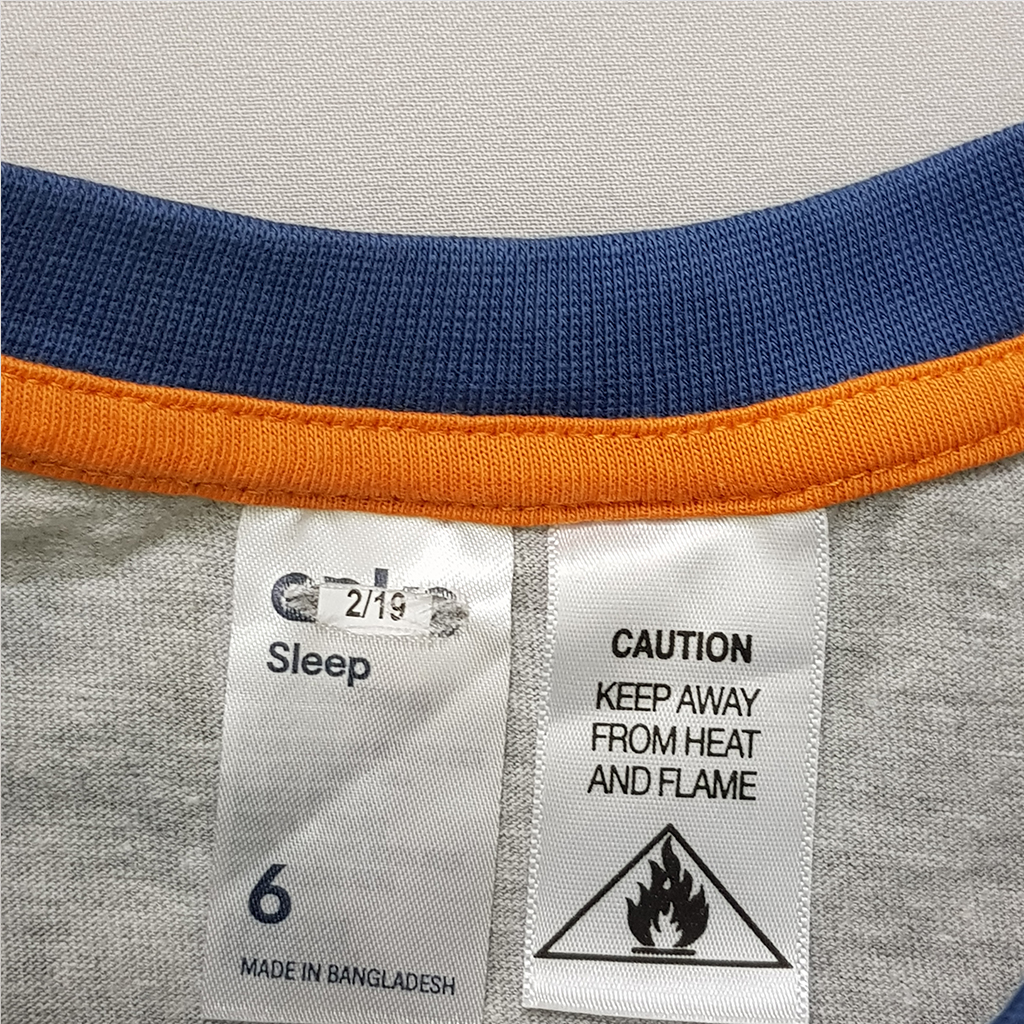 2/19
Sleep
6
MADE IN BANGLADESH
CAUTION
KEEP AWAY
FROM HEAT
AND FLAME